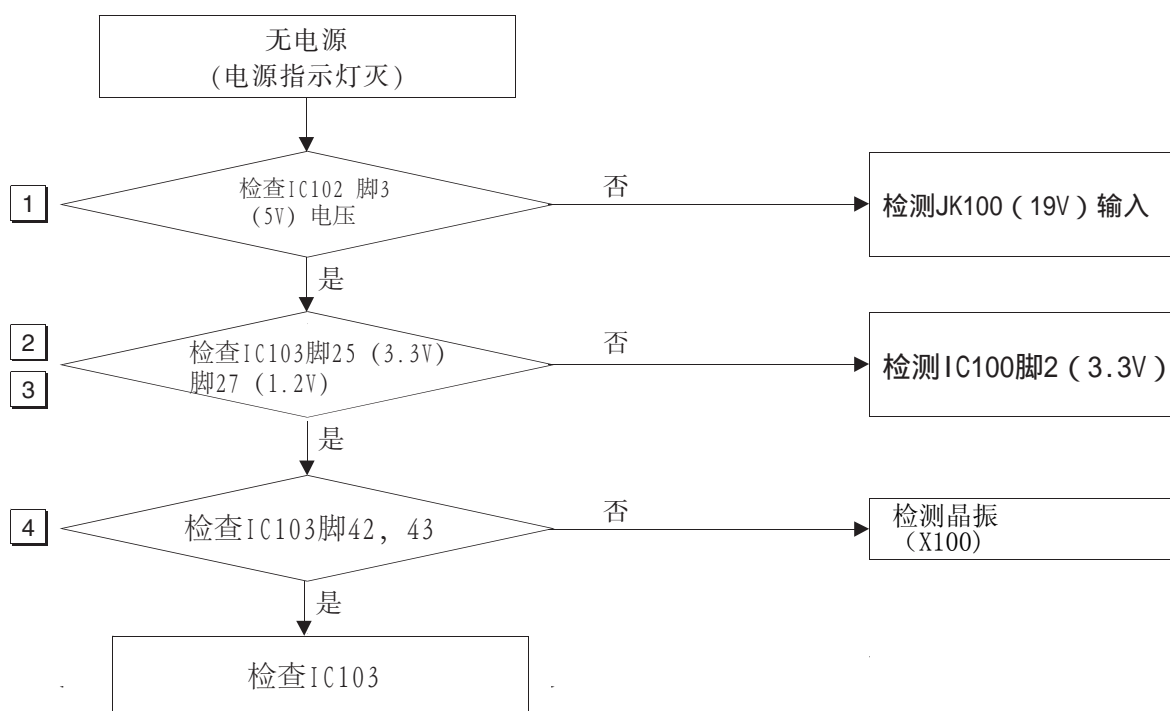 无电源
(电源指示灯灭)
1
检查IC102 脚3
(5V) 电压
否
检测JK100（19V）输入
是
2
3
检查IC103脚25 (3.3V)
脚27 (1.2V)
否
检测IC100脚2（3.3V）
是
4
检查IC103脚42, 43
否
检测晶振
(X100)
是
检查IC103